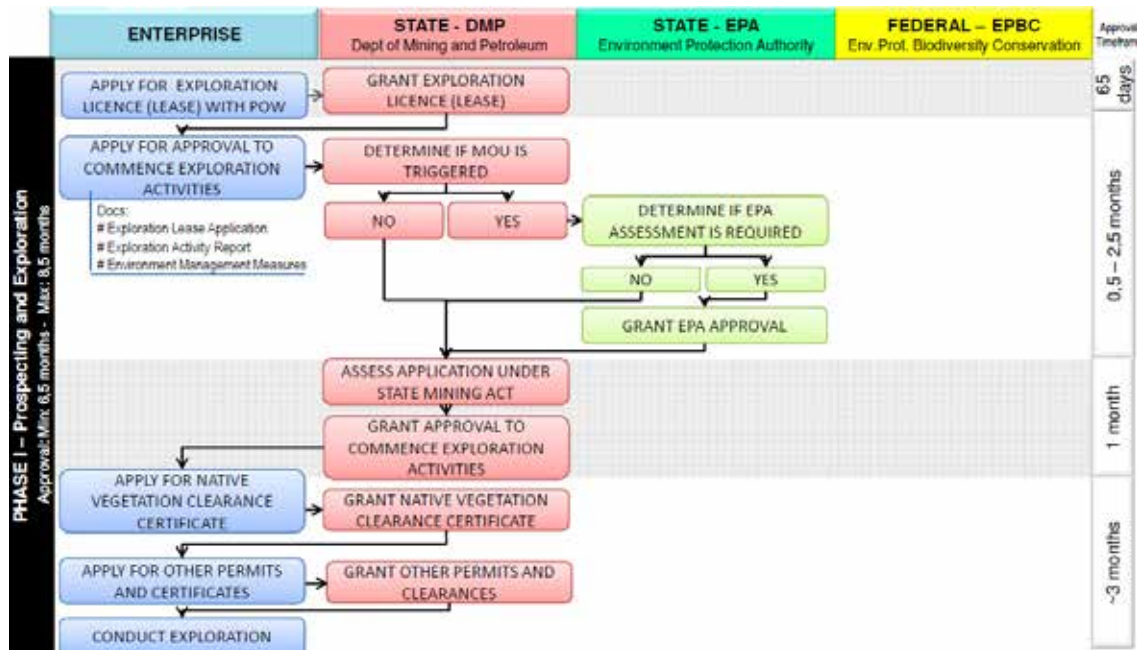 ENTERPRISE
STATE - DMP
Dept of Mining and Petroleum
STATE - EPA
Environment Protection Authority
FEDERAL – EPBC
Env.Prot. Biodiversity Conservation
Approval
Timeframe
PHASE I – Prospecting and Exploration
Approval: Min: 6,5 months - Max: 8,5 months
APPLY FOR EXPLORATION
LICENCE (LEASE) WITH POW
GRANT EXPLORATION
LICENCE (LEASE)
65
days
APPLY FOR APPROVAL TO
COMMENCE EXPLORATION
ACTIVITIES
DETERMINE IF MOU IS
TRIGGERED
Docs:
# Exploration Lease Application
# Exploration Activity Report
# Environment Management Measures
NO
YES
DETERMINE IF EPA
ASSESSMENT IS REQUIRED
NO
YES
GRANT EPA APPROVAL
0,5 – 2,5 months
ASSESS APPLICATION UNDER
STATE MINING ACT
GRANT APPROVAL TO
COMMENCE EXPLORATION
ACTIVITIES
1 month
APPLY FOR NATIVE
VEGETATION CLEARANCE
CERTIFICATE
GRANT NATIVE VEGETATION
CLEARANCE CERTIFICATE
APPLY FOR OTHER PERMITS
AND CERTIFICATES
GRANT OTHER PERMITS AND
CLEARANCES
CONDUCT EXPLORATION
~3 months